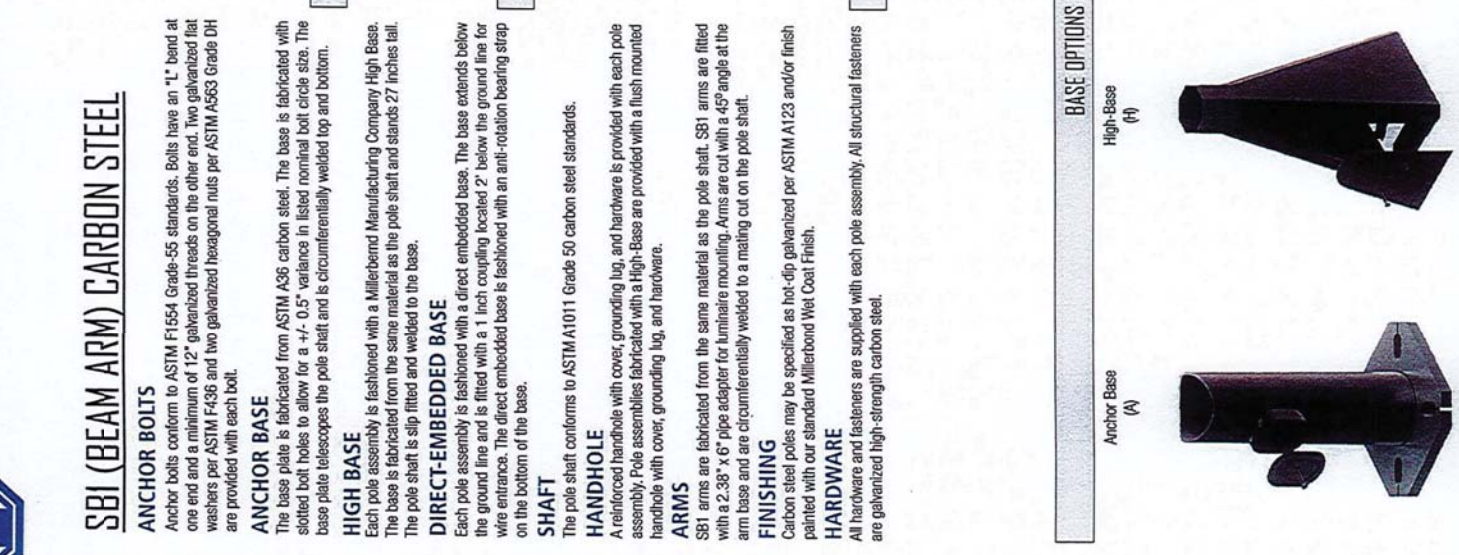 SB1 (BEAM ARM) CARBON STEEL
ANCHOR BOLTS
Anchor bolts conform to ASTM F1554 Grade-55 standards. Bolts have an "L" bend at
one end and a minimum of 12" galvanized threads on the other end. Two galvanized flat
washers per ASTM F436 and two galvanized hexagonal nuts per ASTM A563 Grade DH
are provided with each bolt.
ANCHOR BASE
The base plate is fabricated from ASTM A36 carbon steel. The base is fabricated with
slotted bolt holes to allow for a +/- 0.5" variance in listed nominal bolt circle size. The
base plate telescopes the pole shaft and is circumferentially welded top and bottom.
HIGH BASE
Each pole assembly is fashioned with a Millerbernd Manufacturing Company High Base.
The base is fabricated from the same material as the pole shaft and stands 27 inches tall.
The pole shaft is slip fitted and welded to the base.
DIRECT-EMBEDDED BASE
Each pole assembly is fashioned with a direct embedded base. The base extends below
the ground line and is fitted with a 1 inch coupling located 2" below the ground line for
wire entrance. The direct embedded base is fashioned with an anti-rotation bearing strap
on the bottom of the base.
SHAFT
The pole shaft conforms to ASTM A1011 Grade 50 carbon steel standards.
HANDHOLE
A reinforced handhole with cover, grounding lug, and hardware is provided with each pole
assembly. Pole assemblies fabricated with a High-Base are provided with a flush mounted
handhole with cover, grounding lug, and hardware.
ARMS
SB1 arms are fabricated from the same material as the pole shaft. SB1 arms are fitted
with a 2.38" x 6" pipe adapter for luminaire mounting. Arms are cut with a 45º angle at the
arm base and are circumferentially welded to a mating cut on the pole shaft.
FINISHING
Carbon steel poles may be specified as hot-dip galvanized per ASTM A123 and/or finish
painted with our standard Millerbond Wet Coat Finish.
HARDWARE
All hardware and fasteners are supplied with each pole assembly. All structural fasteners
are galvanized high-strength carbon steel.
BASE OPTIONS
Anchor Base
(A)
High-Base
(H)